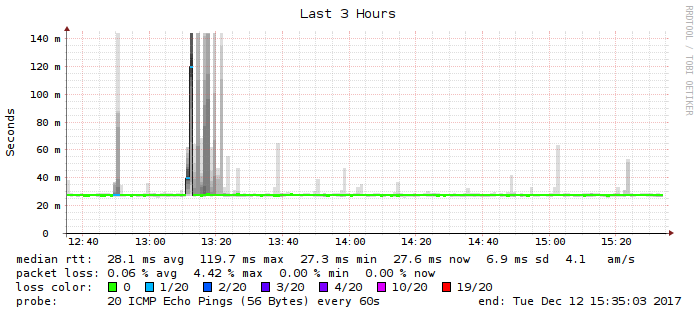 Last 3 Hours
RRDTOOL / TOBI OETIKER
Seconds
140 m
120 m
100 m
80 m
60 m
40 m
20 m
0
12:40 13:00 13:20 13:40 14:00 14:20 14:40 15:00 15:20
median rtt: 28.1 ms avg 119.7 ms max 27.3 ms min 27.6 ms now 6.9 ms sd 4.1 am/s
packet loss: 0.06 % avg 4.42 % max 0.00 % min 0.00 % now
loss color: 0 1/20 2/20 3/20 4/20 10/20 19/20
probe: 20 ICMP Echo Pings (56 Bytes) every 60s end: Tue Dec 12 15:35:03 2017